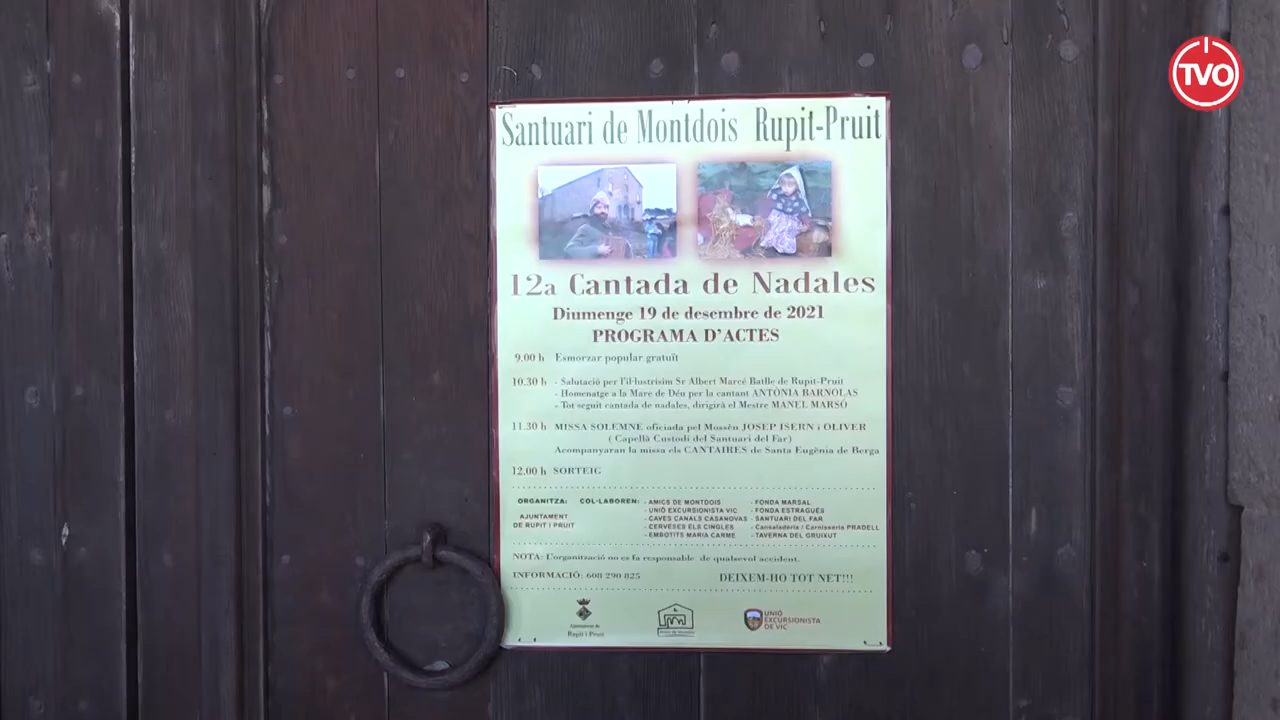 TVO
Santuari de Montdois Rupit-Pruit
12a Cantada de Nadales
Diumenge 19 de desembre de 2021
PROGRAMA D'ACTES
9.00 h Esmorzar popular gratuït
10.30 h - Salutació per l'il·lustríssim Sr Albert Marcé Batlle de Rupit-Pruit
- Homenatge a la Mare de Déu per la cantant ANTÒNIA BARNOLAS
- Tot seguit cantada de nadales, dirigirà el Mestre MANEL MARSÓ
11.30 h MISSA SOLEMNE oficiada pel Mossèn JOSEP ISERN i OLIVER
( Capellà Custodi del Santuari del Far)
Acompanyaran la missa els CANTAIRES de Santa Eugènia de Berga
12.00 h SORTEIG
ORGANITZA:
AJUNTAMENT
DE RUPIT I PRUIT
COL·LABOREN:
- AMICS DE MONTDOIS
- UNIÓ EXCURSIONISTA VIC
- CAVES CANALS CASANOVAS
- CERVESES ELS CINGLES
- EMBOTITS MARIA CARME
- FONDA MARSAL
- FONDA ESTRAGUÉS
- SANTUARI DEL FAR
- Cansaladeria / Carnisseria PRADELL
- TAVERNA DEL GRUIXUT
NOTA: L'organització no es fa responsable de qualsevol accident.
INFORMACIÓ: 608 290 825 DEIXEM-HO TOT NET!!!
Ajuntament de
Rupit i Pruit
UNIÓ
EXCURSIONISTA
DE VIC